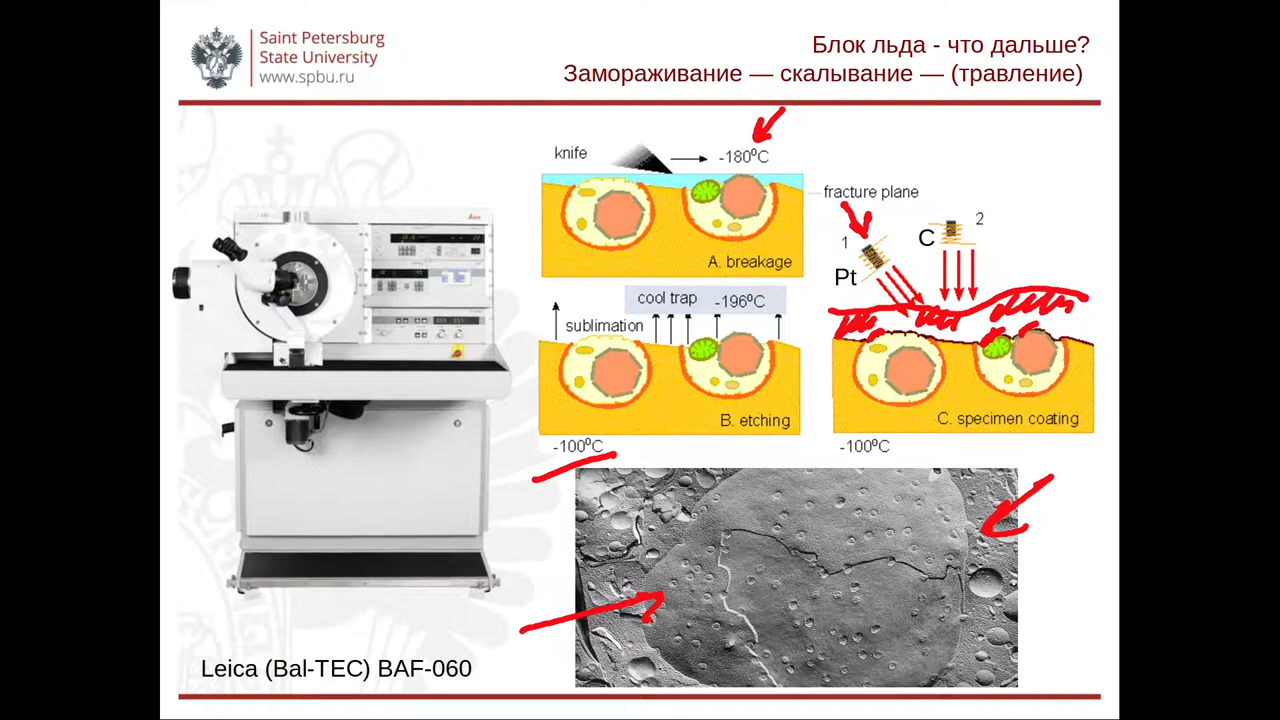 Saint Petersburg
State University
www.spbu.ru
Блок льда - что дальше?
Замораживание — скалывание — (травление)
knife
-180⁰C
fracture plane
A. breakage
1
Pt
C
2
cool trap -196⁰C
sublimation
B. etching
-100⁰C
C. specimen coating
-100⁰C
Leica (Bal-TEC) BAF-060